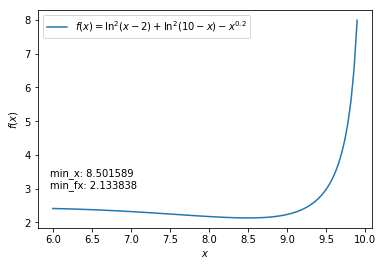 8
f(x) = ln²(x − 2) + ln²(10 − x) − x⁰·²
7
6
5
f(x)
4
min_x: 8.501589
3
min_fx: 2.133838
2
6.0 6.5 7.0 7.5 8.0 8.5 9.0 9.5 10.0
x